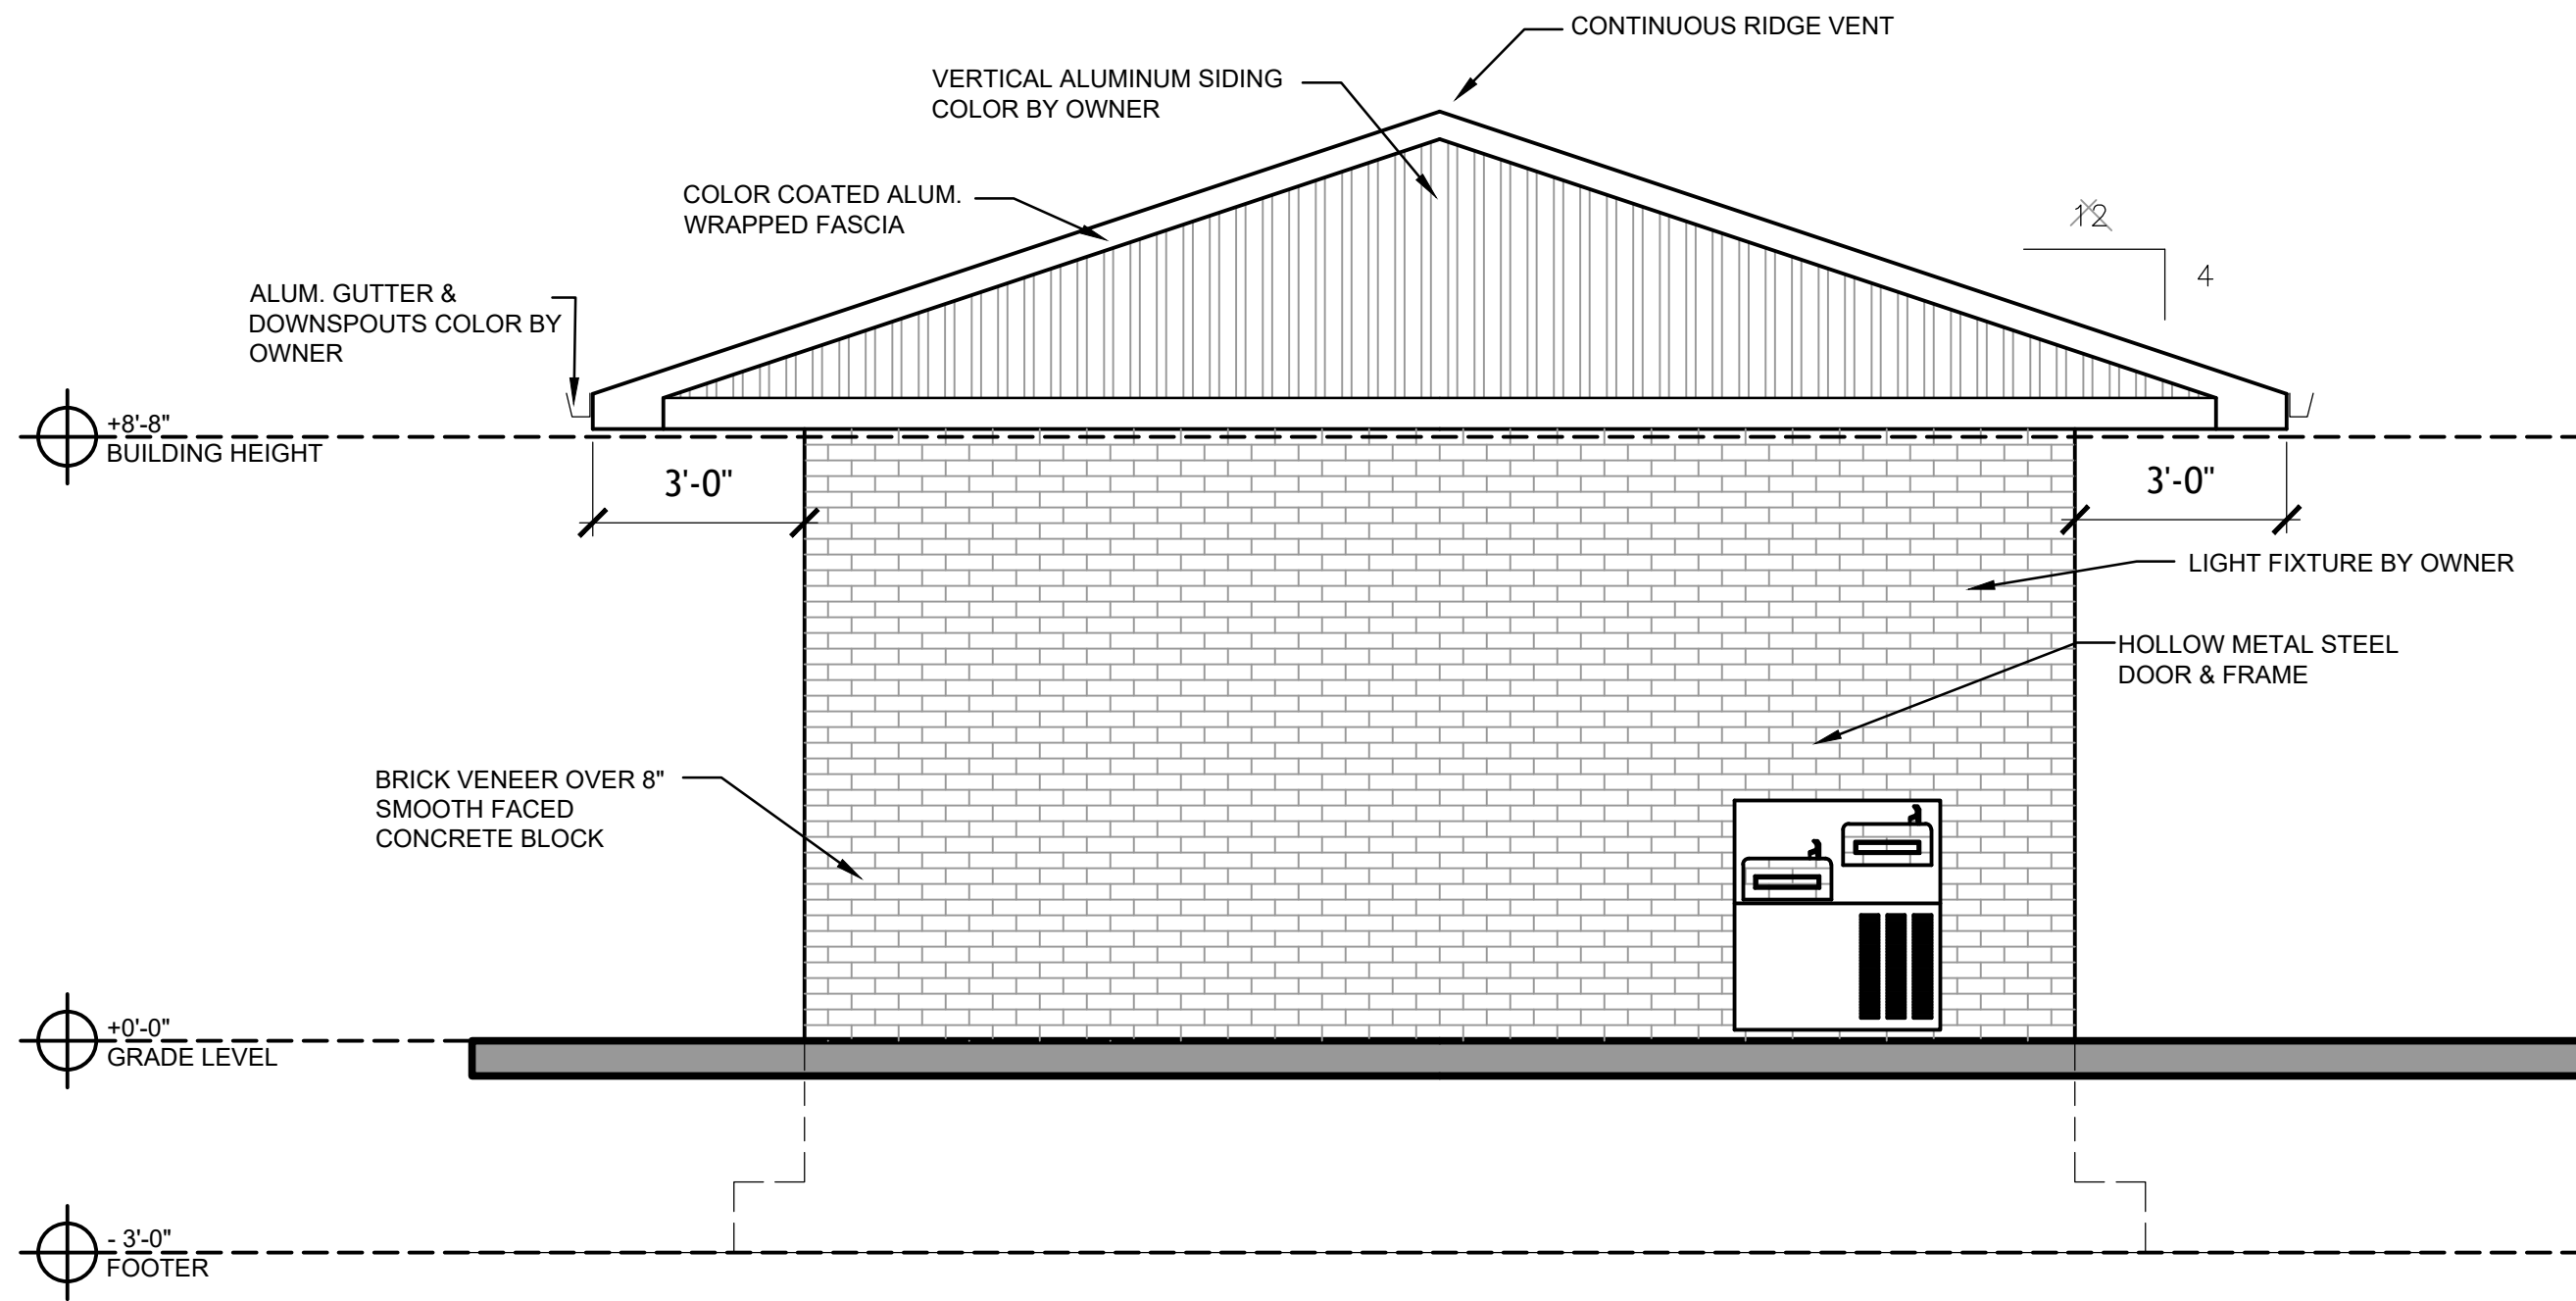 CONTINUOUS RIDGE VENT
VERTICAL ALUMINUM SIDING
COLOR BY OWNER
COLOR COATED ALUM.
WRAPPED FASCIA
12
4
ALUM. GUTTER &
DOWNSPOUTS COLOR BY
OWNER
+8'-8"
BUILDING HEIGHT
3'-0"
3'-0"
LIGHT FIXTURE BY OWNER
HOLLOW METAL STEEL
DOOR & FRAME
BRICK VENEER OVER 8"
SMOOTH FACED
CONCRETE BLOCK
+0'-0"
GRADE LEVEL
- 3'-0"
FOOTER